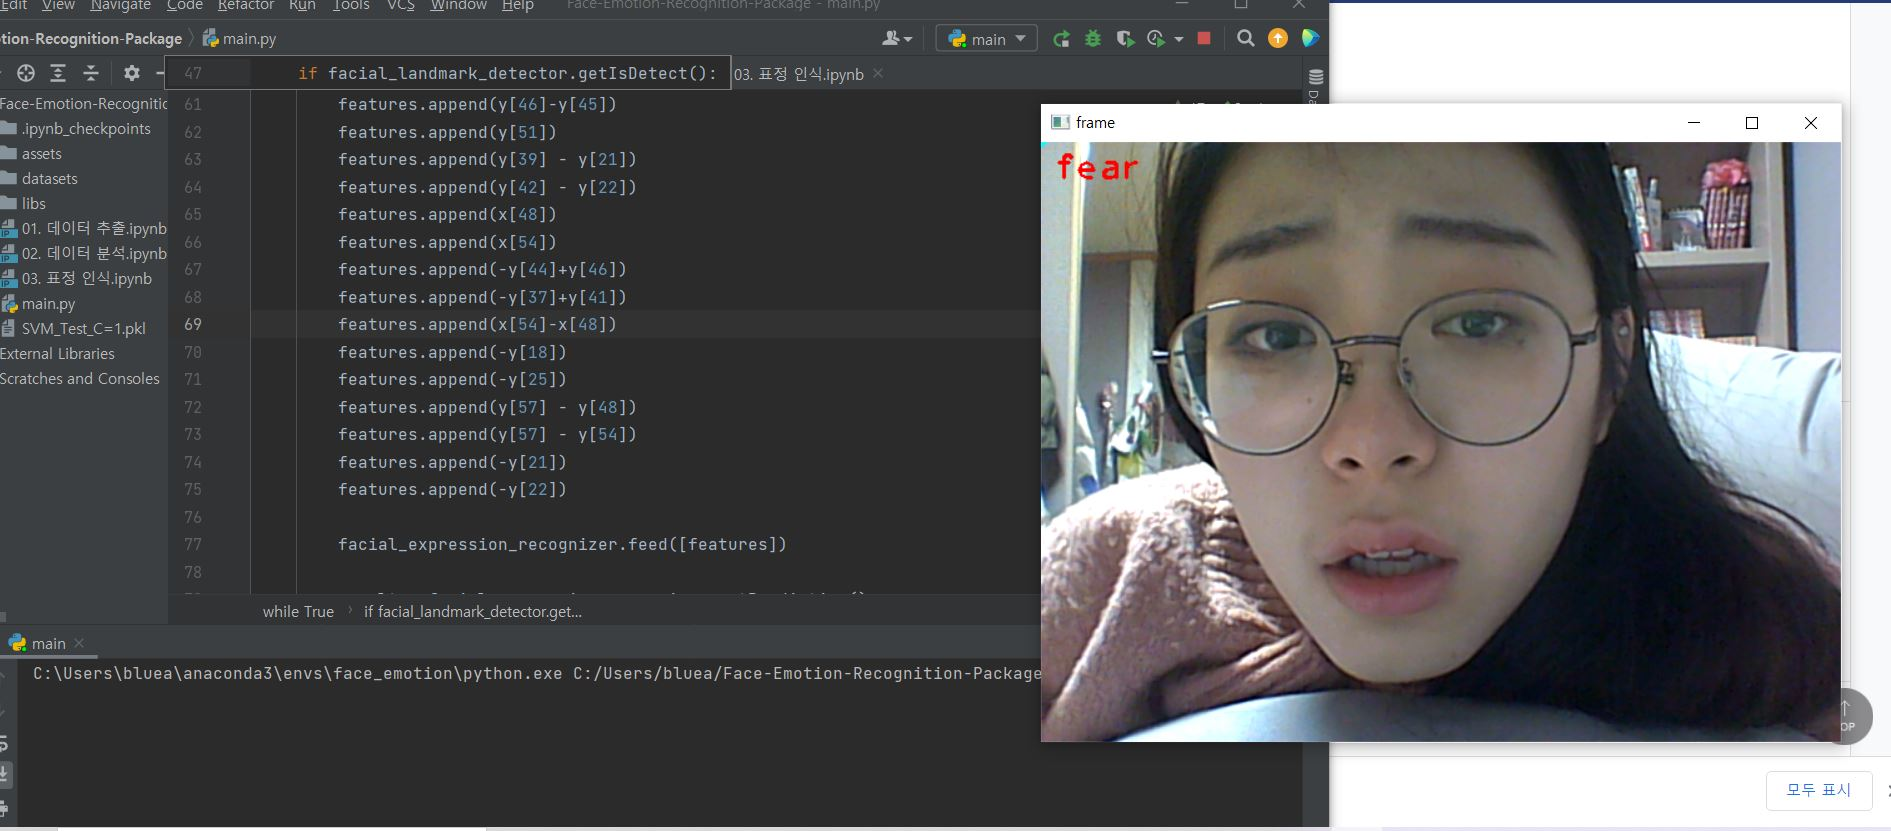 Edit View Navigate Code Refactor Run Tools VCS Window Help Face-Emotion-Recognition-Package - main.py
otion-Recognition-Package main.py
main
47 if facial_landmark_detector.getIsDetect():
03. 표정 인식.ipynb
Face-Emotion-Recognitic
.ipynb_checkpoints
assets
datasets
libs
01. 데이터 추출.ipynb
02. 데이터 분석.ipynb
03. 표정 인식.ipynb
main.py
SVM_Test_C=1.pkl
External Libraries
Scratches and Consoles
61 features.append(y[46]-y[45])
62 features.append(y[51])
63 features.append(y[39] - y[21])
64 features.append(y[42] - y[22])
65 features.append(x[48])
66 features.append(x[54])
67 features.append(-y[44]+y[46])
68 features.append(-y[37]+y[41])
69 features.append(x[54]-x[48])
70 features.append(-y[18])
71 features.append(-y[25])
72 features.append(y[57] - y[48])
73 features.append(y[57] - y[54])
74 features.append(-y[21])
75 features.append(-y[22])
76
77 facial_expression_recognizer.feed([features])
78
while True if facial_landmark_detector.get...
main
C:\Users\bluea\anaconda3\envs\face_emotion\python.exe C:/Users/bluea/Face-Emotion-Recognition-Package
frame
fear
모두 표시